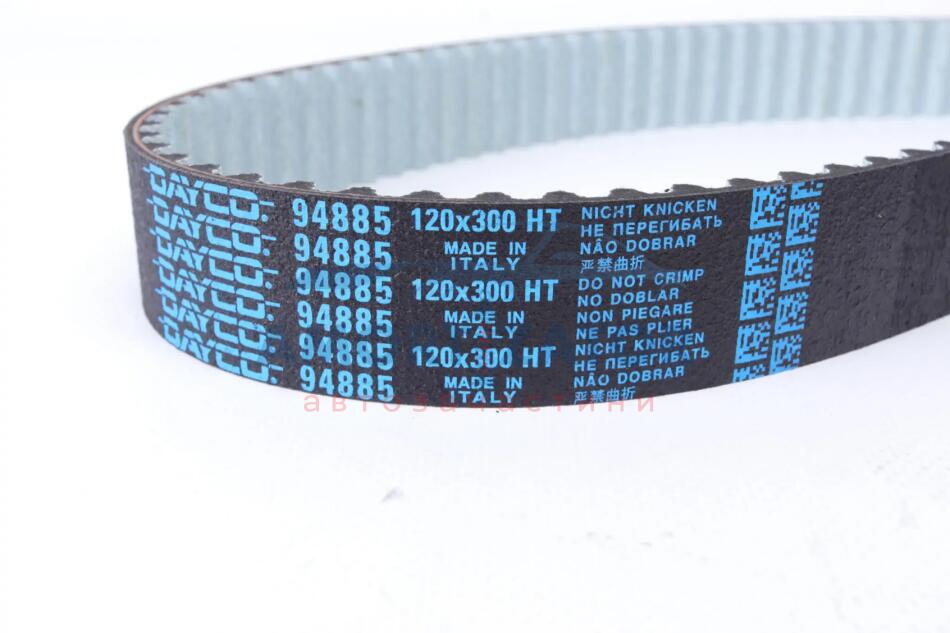 DAYCO 94885 120x300 HT NICHT KNICKEN
DAYCO 94885 MADE IN ITALY НЕ ПЕРЕГИБАТЬ
DAYCO 94885 120x300 HT NÃO DOBRAR
DAYCO 94885 MADE IN ITALY 严禁曲折
DAYCO 94885 120x300 HT DO NOT CRIMP
DAYCO 94885 MADE IN ITALY NO DOBLAR
NON PIEGARE
NE PAS PLIER
NICHT KNICKEN
НЕ ПЕРЕГИБАТЬ
NÃO DOBRAR
严禁曲折
автозапчастини